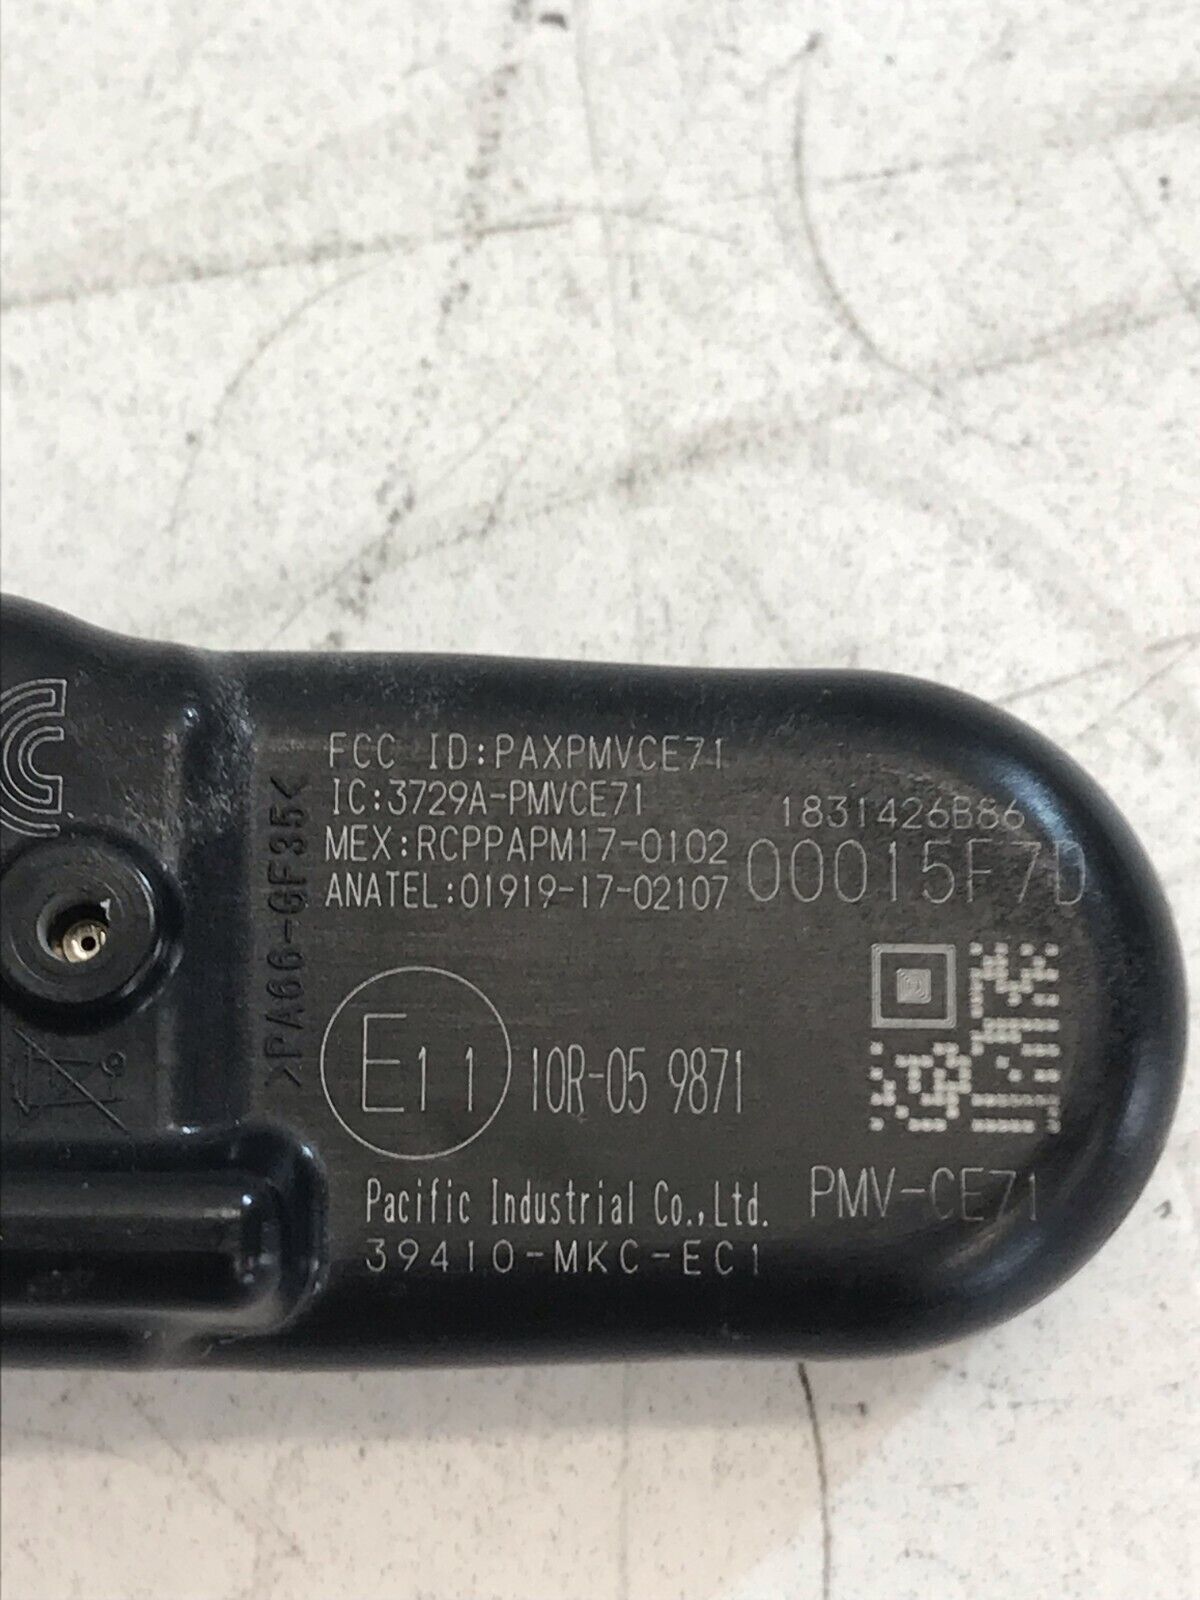 FCC ID:PAXPMVCE71
IC:3729A-PMVCE71
MEX:RCPPAPM17-0102
ANATEL:01919-17-02107
1831426B86
00015F7D
>PA66-GF35<
E11 10R-05 9871
Pacific Industrial Co.,Ltd.
39410-MKC-EC1
PMV-CE71